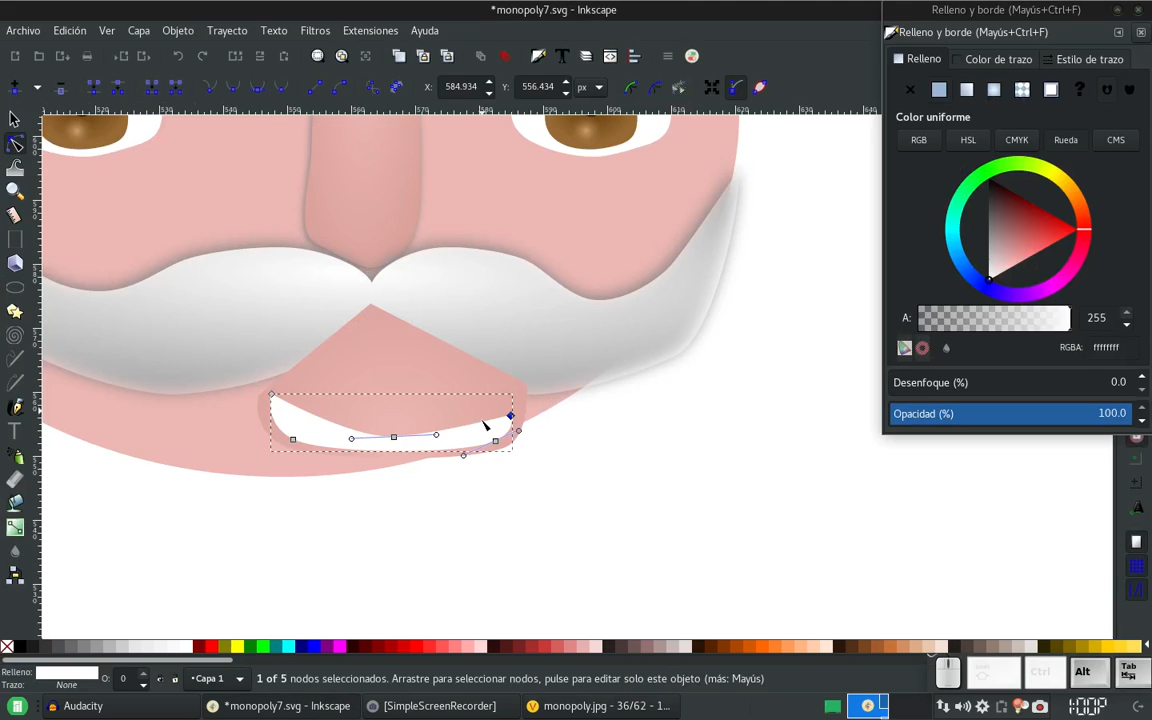 *monopoly7.svg - Inkscape
Relleno y borde (Mayús+Ctrl+F)
Archivo Edición Ver Capa Objeto Trayecto Texto Filtros Extensiones Ayuda
Relleno y borde (Mayús+Ctrl+F)
Relleno Color de trazo Estilo de trazo
X: 584.934 Y: 556.434 px
Color uniforme
RGB HSL CMYK Rueda CMS
A: 255
RGBA: ffffffff
Desenfoque (%) 0.0
Opacidad (%) 100.0
Relleno:
Trazo: None
O: 0
Capa 1
1 of 5 nodos seleccionados. Arrastre para seleccionar nodos, pulse para editar solo este objeto (más: Mayús)
Ctrl Alt Tab
Audacity
*monopoly7.svg - Inkscape
[SimpleScreenRecorder]
monopoly.jpg - 36/62 - 1...